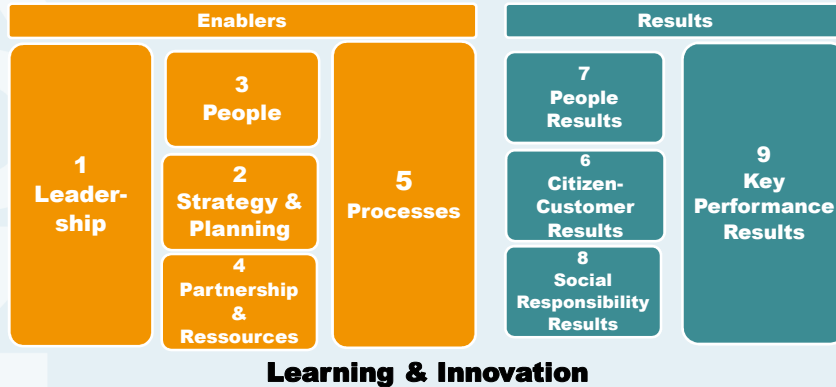 Enablers
Results
1
Leader-
ship
3
People
2
Strategy &
Planning
4
Partnership
&
Ressources
5
Processes
7
People
Results
6
Citizen-
Customer
Results
8
Social
Responsibility
Results
9
Key
Performance
Results
Learning & Innovation